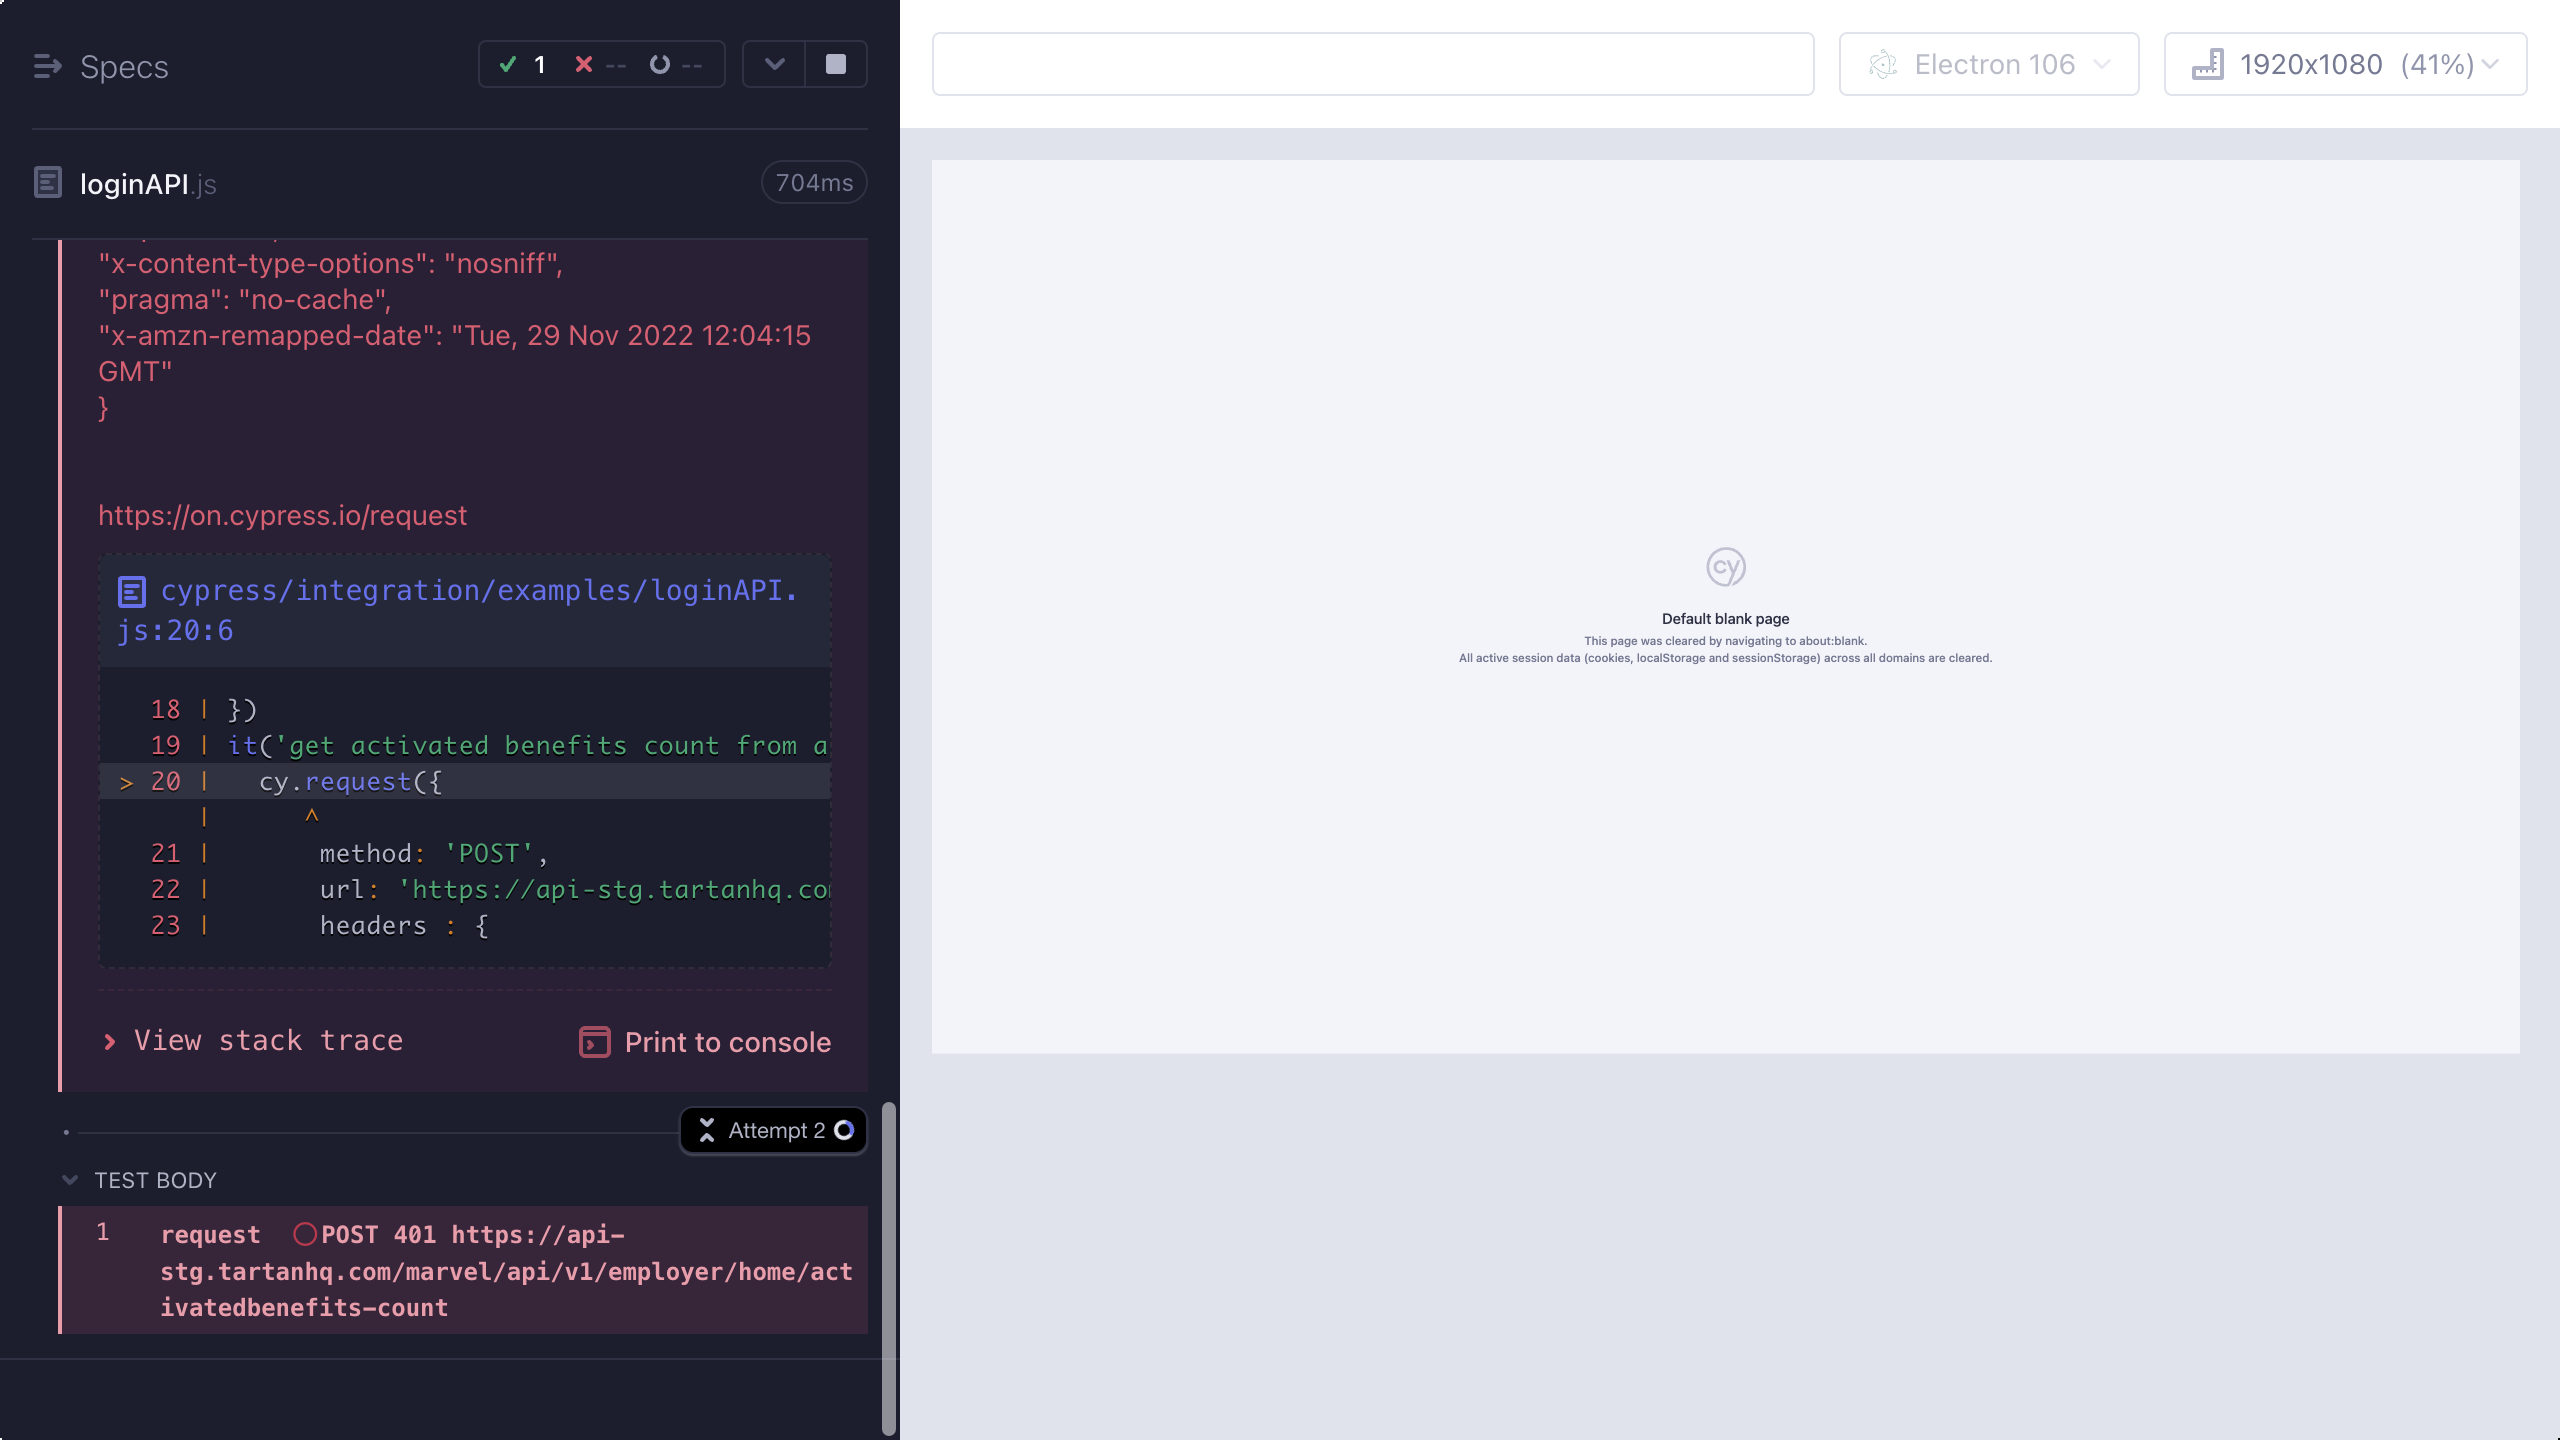 Specs
1 -- --
loginAPI.js
704ms
"x-content-type-options": "nosniff",
"pragma": "no-cache",
"x-amzn-remapped-date": "Tue, 29 Nov 2022 12:04:15
GMT"
}
https://on.cypress.io/request
cypress/integration/examples/loginAPI.
js:20:6
18 | })
19 | it('get activated benefits count from a
> 20 | cy.request({
| ^
21 | method: 'POST',
22 | url: 'https://api-stg.tartanhq.co
23 | headers : {
View stack trace
Print to console
Attempt 2
TEST BODY
1 request POST 401 https://api-
stg.tartanhq.com/marvel/api/v1/employer/home/act
ivatedbenefits-count
Electron 106
1920x1080 (41%)
cy
Default blank page
This page was cleared by navigating to about:blank.
All active session data (cookies, localStorage and sessionStorage) across all domains are cleared.